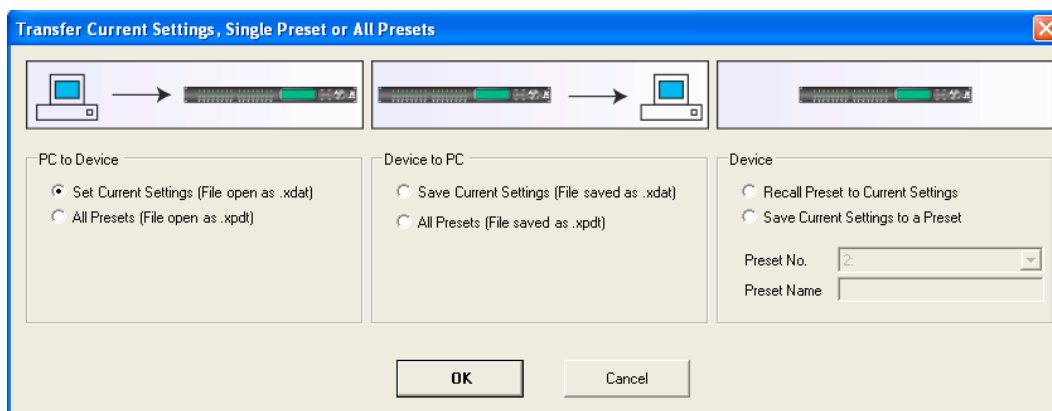 Transfer Current Settings, Single Preset or All Presets
PC to Device
Set Current Settings (File open as .xdat)
All Presets (File open as .xpdt)
Device to PC
Save Current Settings (File saved as .xdat)
All Presets (File saved as .xpdt)
Device
Recall Preset to Current Settings
Save Current Settings to a Preset
Preset No. 2:
Preset Name
OK
Cancel